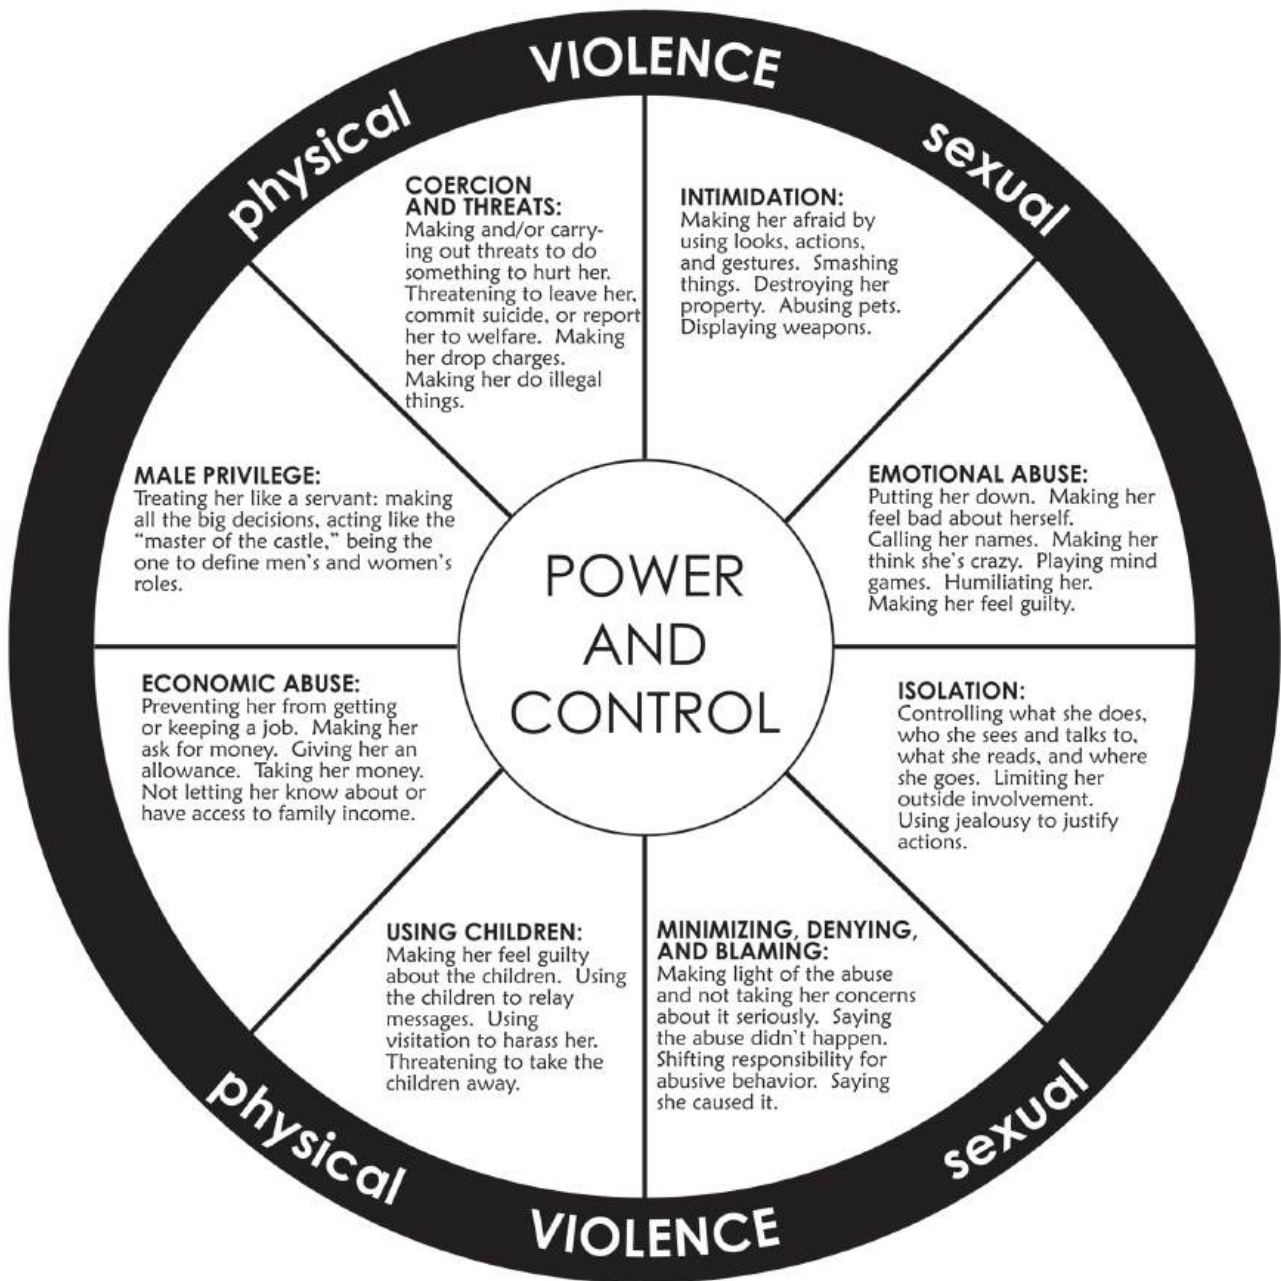 VIOLENCE
physical
sexual
COERCION
AND THREATS:
Making and/or carry-
ing out threats to do
something to hurt her.
Threatening to leave her,
commit suicide, or report
her to welfare. Making
her drop charges.
Making her do illegal
things.
INTIMIDATION:
Making her afraid by
using looks, actions,
and gestures. Smashing
things. Destroying her
property. Abusing pets.
Displaying weapons.
MALE PRIVILEGE:
Treating her like a servant: making
all the big decisions, acting like the
“master of the castle,” being the
one to define men's and women's
roles.
EMOTIONAL ABUSE:
Putting her down. Making her
feel bad about herself.
Calling her names. Making her
think she's crazy. Playing mind
games. Humiliating her.
Making her feel guilty.
POWER
AND
CONTROL
ECONOMIC ABUSE:
Preventing her from getting
or keeping a job. Making her
ask for money. Giving her an
allowance. Taking her money.
Not letting her know about or
have access to family income.
ISOLATION:
Controlling what she does,
who she sees and talks to,
what she reads, and where
she goes. Limiting her
outside involvement.
Using jealousy to justify
actions.
USING CHILDREN:
Making her feel guilty
about the children. Using
the children to relay
messages. Using
visitation to harass her.
Threatening to take the
children away.
MINIMIZING, DENYING,
AND BLAMING:
Making light of the abuse
and not taking her concerns
about it seriously. Saying
the abuse didn't happen.
Shifting responsibility for
abusive behavior. Saying
she caused it.
physical
sexual
VIOLENCE